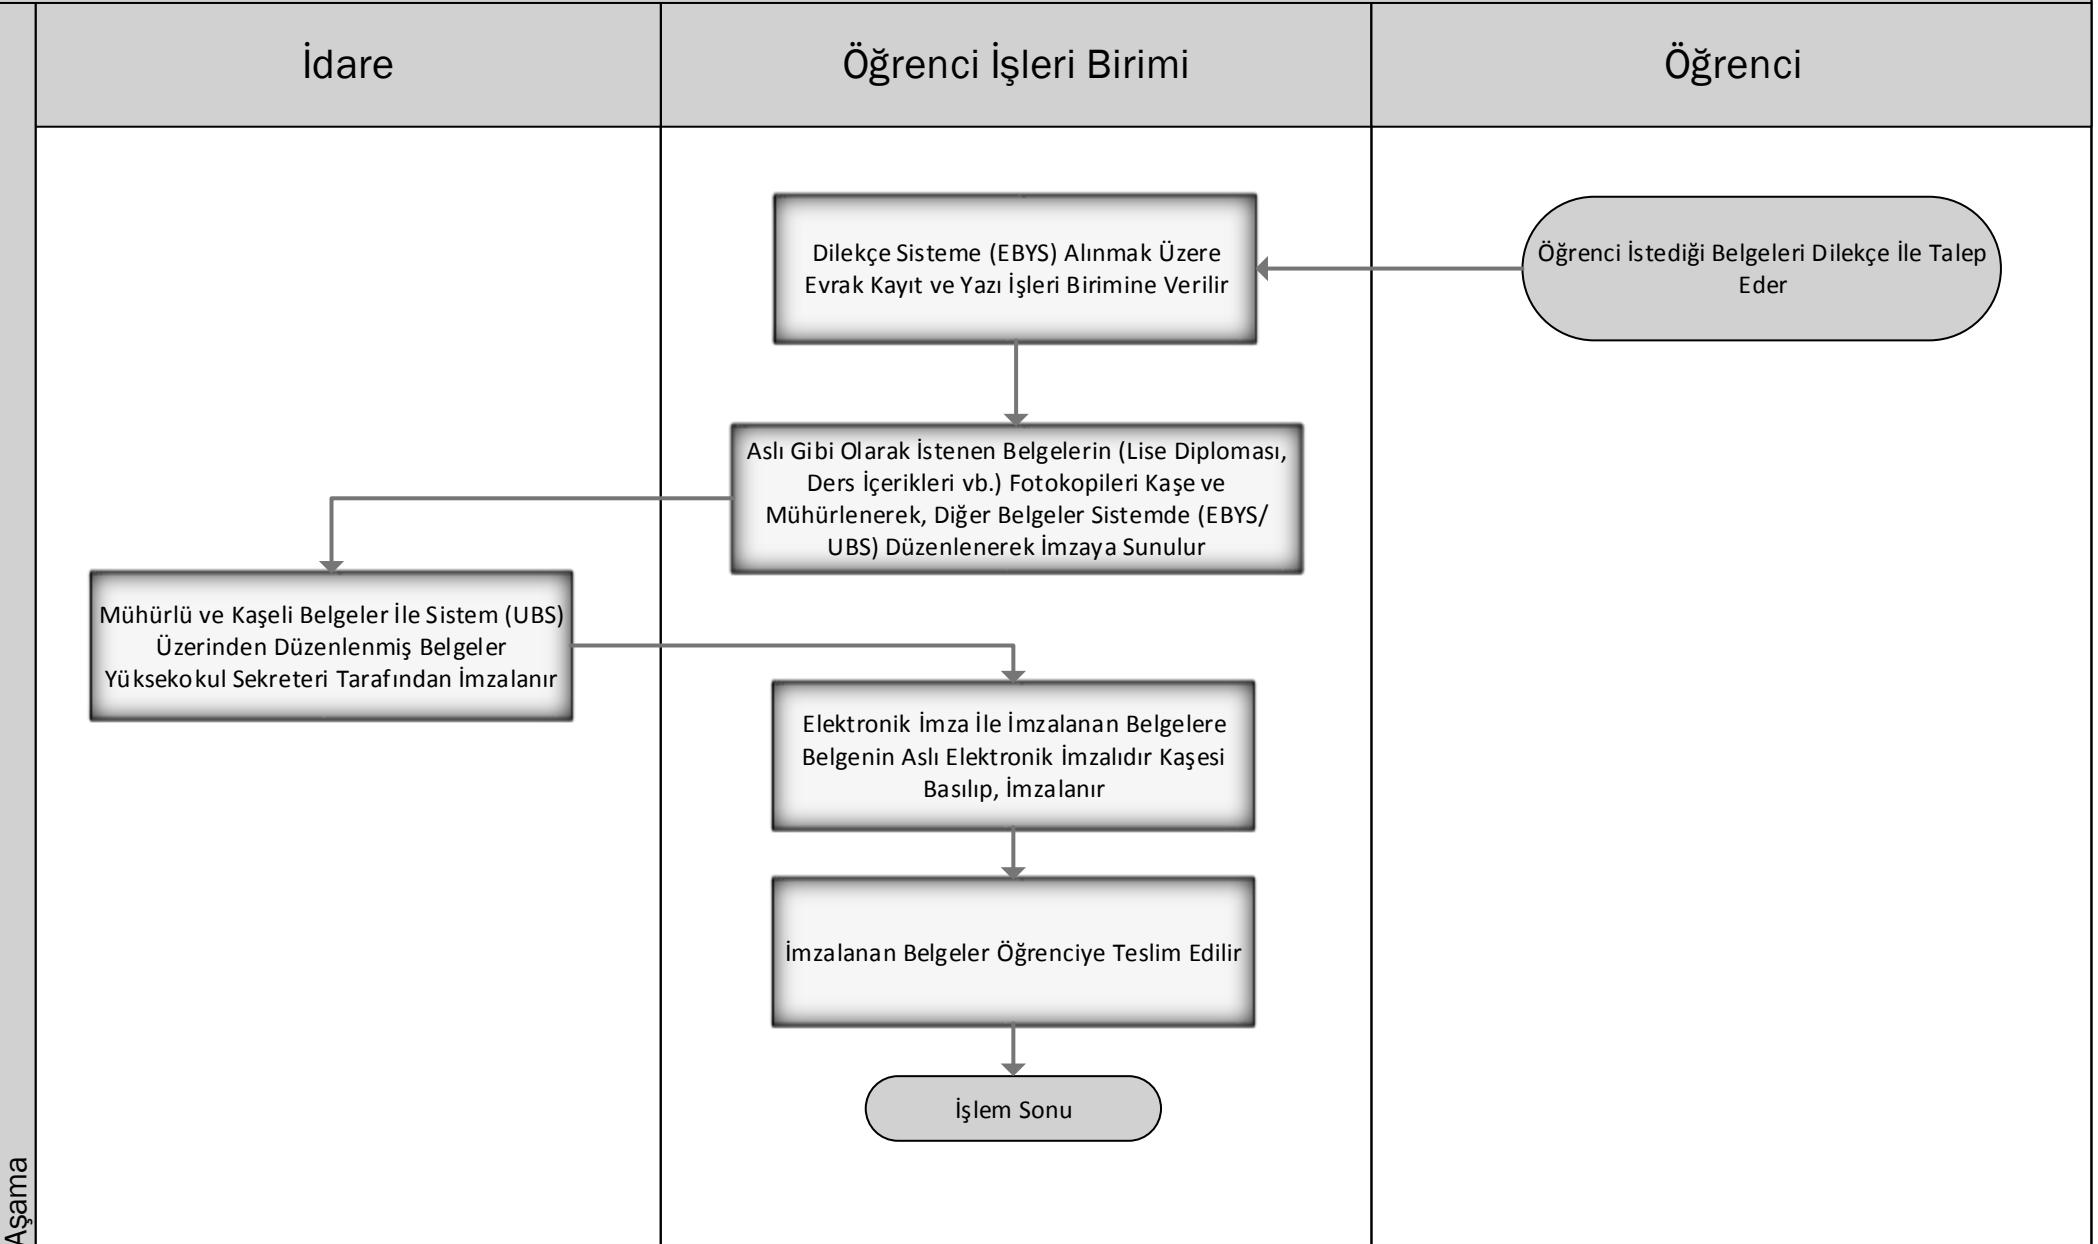 İdare
Öğrenci İşleri Birimi
Öğrenci
Öğrenci İstediği Belgeleri Dilekçe İle Talep
Eder
Dilekçe Sisteme (EBYS) Alınmak Üzere
Evrak Kayıt ve Yazı İşleri Birimine Verilir
Aslı Gibi Olarak İstenen Belgelerin (Lise Diploması,
Ders İçerikleri vb.) Fotokopileri Kaşe ve
Mühürlenerek, Diğer Belgeler Sistemde (EBYS/
UBS) Düzenlenerek İmzaya Sunulur
Mühürlü ve Kaşeli Belgeler İle Sistem (UBS)
Üzerinden Düzenlenmiş Belgeler
Yüksekokul Sekreteri Tarafından İmzalanır
Elektronik İmza İle İmzalanan Belgelere
Belgenin Aslı Elektronik İmzalıdır Kaşesi
Basılıp, İmzalanır
İmzalanan Belgeler Öğrenciye Teslim Edilir
İşlem Sonu
Aşama